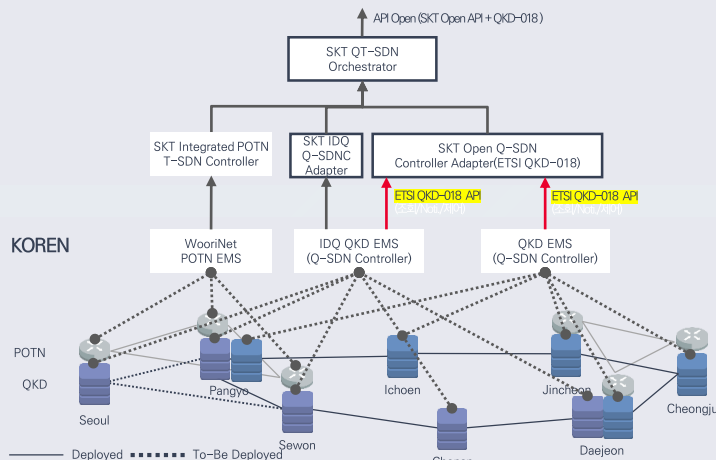 API Open (SKT Open API + QKD-018)
SKT QT-SDN
Orchestrator
SKT Integrated POTN
T-SDN Controller
SKT IDQ
Q-SDNC
Adapter
SKT Open Q-SDN
Controller Adapter(ETSI QKD-018)
ETSI QKD-018 API
ETSI QKD-018 API
KOREN
WooriNet
POTN EMS
IDQ QKD EMS
(Q-SDN Controller)
QKD EMS
(Q-SDN Controller)
POTN
QKD
Seoul
Pangyo
Sewon
Ichoen
Jincheon
Cheongju
Daejeon
Deployed
To-Be Deployed